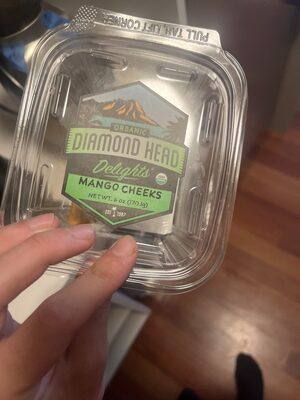 PULL TAB, LIFT CORNER
ORGANIC
DIAMOND HEAD
Delights
MANGO CHEEKS
NET WT. 6 oz (170.1g)